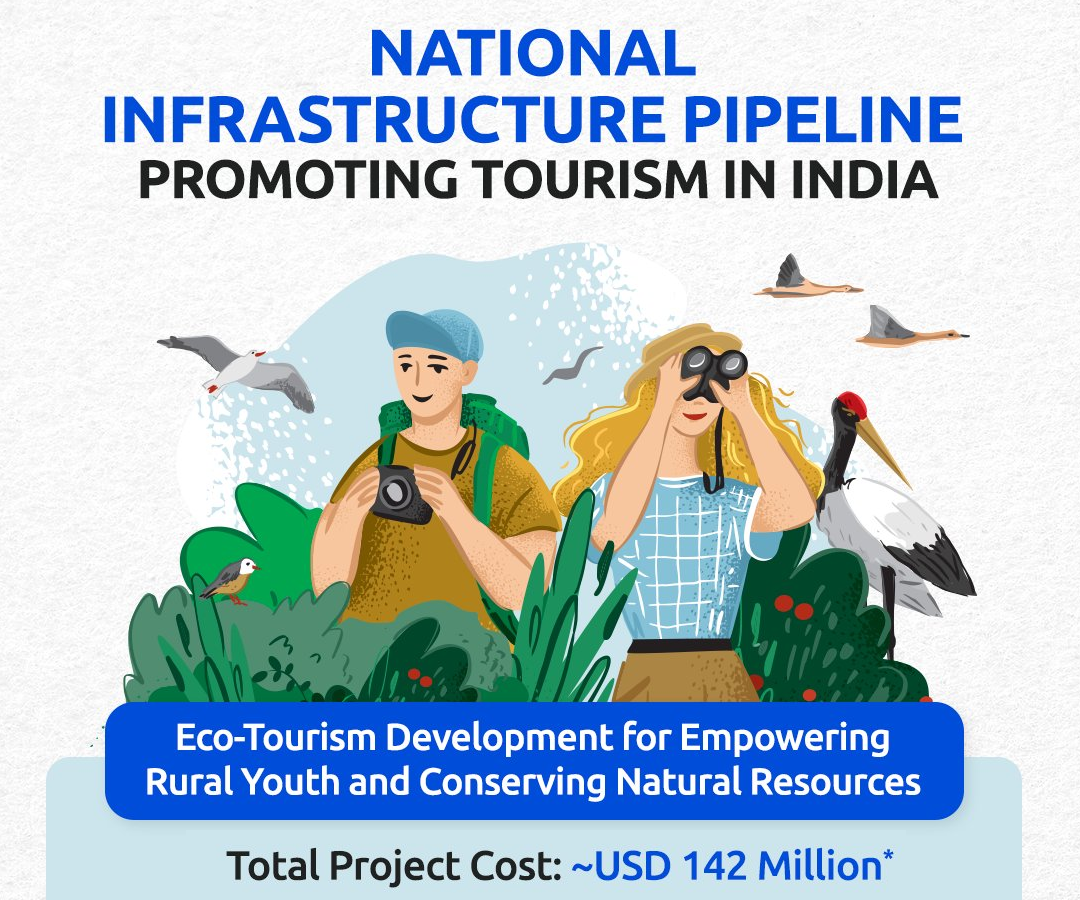 NATIONAL
INFRASTRUCTURE PIPELINE
PROMOTING TOURISM IN INDIA
Eco-Tourism Development for Empowering
Rural Youth and Conserving Natural Resources
Total Project Cost: ~USD 142 Million*